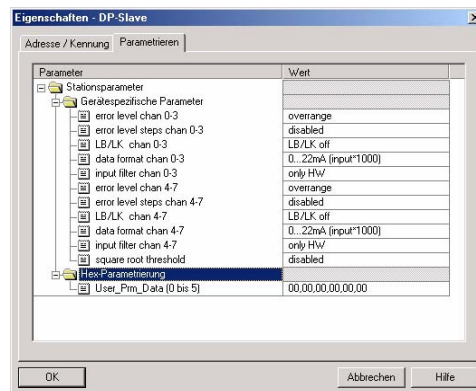 Eigenschaften - DP-Slave
Adresse / Kennung Parametrieren
Parameter Wert
Stationsparameter
Gerätespezifische Parameter
error level chan 0-3 overrange
error level steps chan 0-3 disabled
LB/LK chan 0-3 LB/LK off
data format chan 0-3 0...22mA (input*1000)
input filter chan 0-3 only HW
error level chan 4-7 overrange
error level steps chan 4-7 disabled
LB/LK chan 4-7 LB/LK off
data format chan 4-7 0...22mA (input*1000)
input filter chan 4-7 only HW
square root threshold disabled
Hex-Parametrierung
User_Prm_Data (0 bis 5) 00,00,00,00,00,00
OK Abbrechen Hilfe